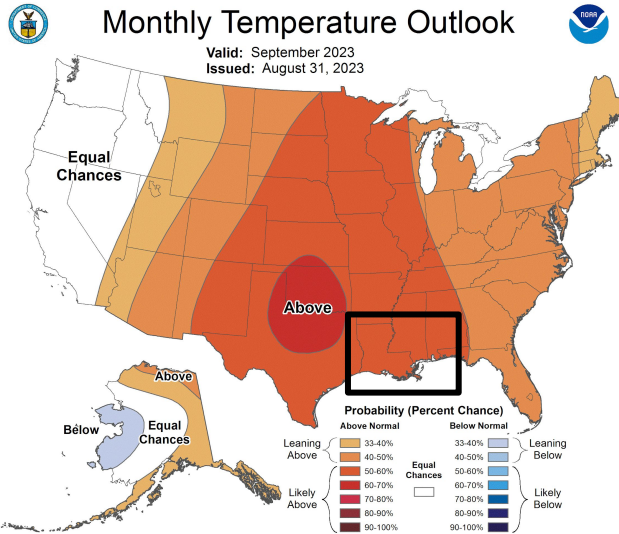 Monthly Temperature Outlook
NOAA
Valid: September 2023
Issued: August 31, 2023
Equal
Chances
Above
Above
Below
Equal
Chances
Probability (Percent Chance)
Above Normal
Below Normal
Leaning
Above
33-40%
40-50%
Likely
Above
50-60%
60-70%
70-80%
80-90%
90-100%
Equal
Chances
33-40%
40-50%
Leaning
Below
50-60%
60-70%
70-80%
80-90%
90-100%
Likely
Below